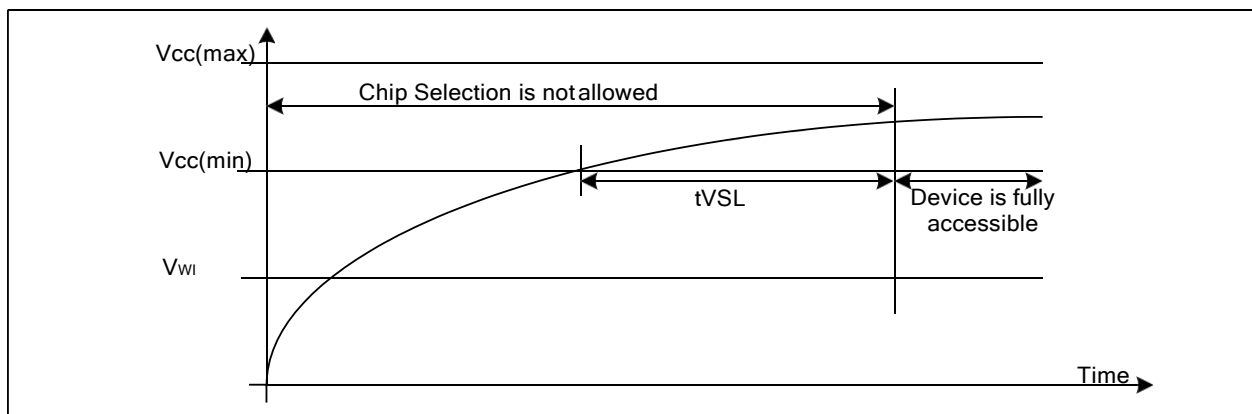 Vcc(max)
Chip Selection is not allowed
Vcc(min)
tVSL
Device is fully
accessible
VWI
Time